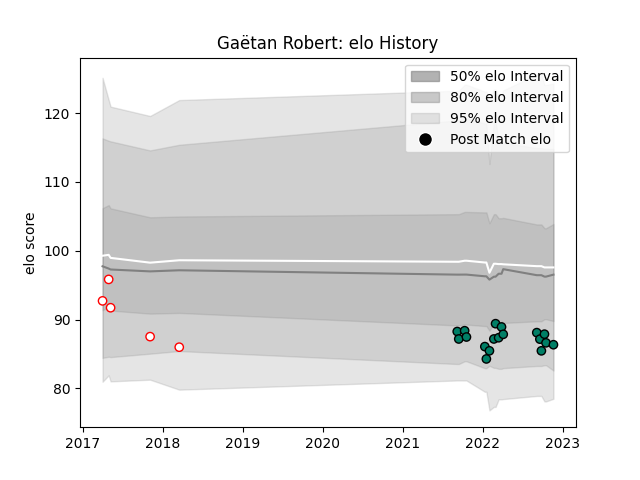 Gaëtan Robert: elo History
50% elo Interval
80% elo Interval
95% elo Interval
Post Match elo
elo score
120
110
100
90
80
2017
2018
2019
2020
2021
2022
2023